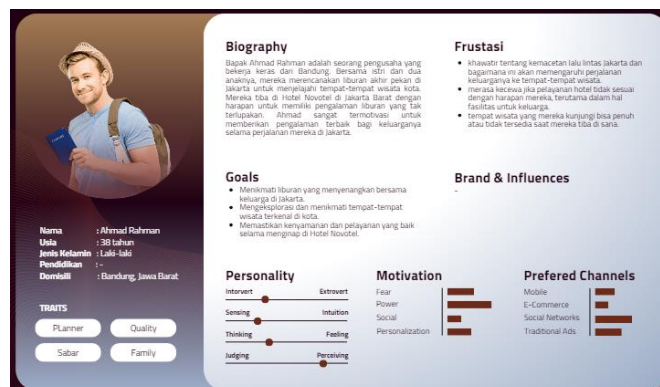 Biography
Bapak Ahmad Rahman adalah seorang pengusaha yang
bekerja keras dari Bandung. Bersama istri dan dua
anaknya, mereka merencanakan liburan akhir pekan di
Jakarta untuk menjelajahi tempat-tempat wisata kota.
Mereka tiba di Hotel Novotel di Jakarta Barat dengan
harapan untuk memiliki pengalaman liburan yang tak
terlupakan. Ahmad sangat termotivasi untuk
memberikan pengalaman terbaik bagi keluarganya
selama perjalanan mereka di Jakarta.
Frustasi
• khawatir tentang kemacetan lalu lintas Jakarta dan
bagaimana ini akan memengaruhi perjalanan
keluarganya ke tempat-tempat wisata.
• merasa kecewa jika pelayanan hotel tidak sesuai
dengan harapan mereka, terutama dalam hal
fasilitas untuk keluarga.
• tempat wisata yang mereka kunjungi bisa penuh
atau tidak tersedia saat mereka tiba di sana.
Goals
• Menikmati liburan yang menyenangkan bersama
keluarga di Jakarta.
• Mengeksplorasi dan menikmati tempat-tempat
wisata terkenal di kota.
• Memastikan kenyamanan dan pelayanan yang baik
selama menginap di Hotel Novotel.
Brand & Influences
-
Nama : Ahmad Rahman
Usia : 38 tahun
Jenis Kelamin : Laki-laki
Pendidikan : -
Domisili : Bandung, Jawa Barat
TRAITS
PLanner
Quality
Sabar
Family
Personality
Intorvert Extrovert
Sensing Intuition
Thinking Feeling
Judging Perceiving
Motivation
Fear
Power
Social
Personalization
Prefered Channels
Mobile
E-Commerce
Social Networks
Traditional Ads